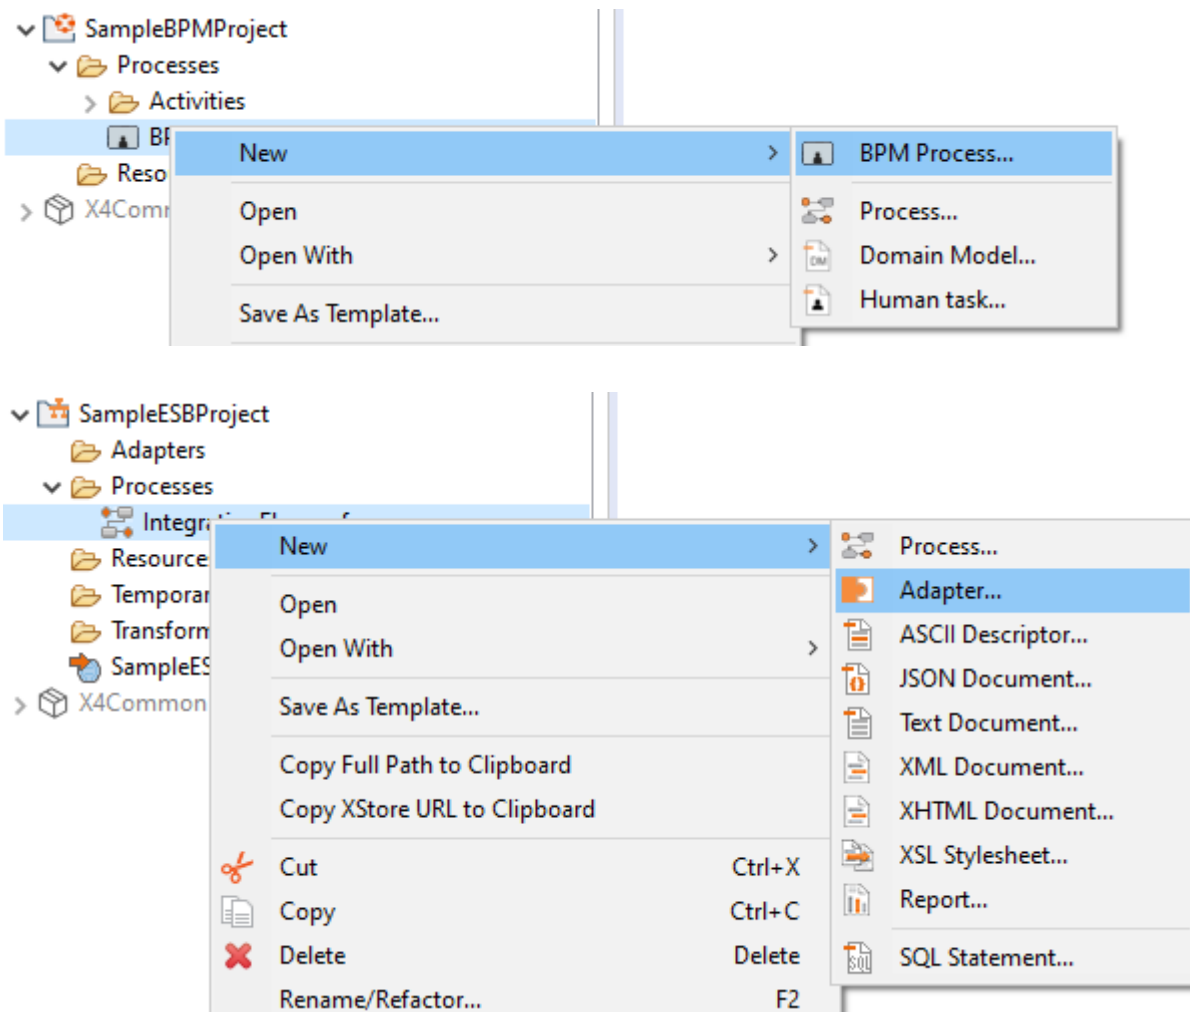 SampleBPMProject
Processes
Activities
New
BPM Process...
Open
Process...
Open With
Domain Model...
Save As Template...
Human task...
SampleESBProject
Adapters
Processes
New
Process...
Adapter...
Open
ASCII Descriptor...
Open With
JSON Document...
Save As Template...
Text Document...
X4Common
Copy Full Path to Clipboard
XML Document...
Copy XStore URL to Clipboard
XHTML Document...
Cut Ctrl+X
XSL Stylesheet...
Copy Ctrl+C
Report...
Delete Delete
SQL Statement...
Rename/Refactor... F2